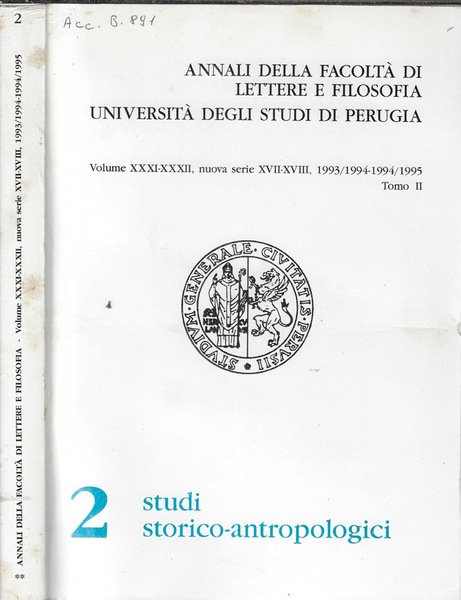 2
ANNALI DELLA FACOLTÀ DI LETTERE E FILOSOFIA - Volume XXXI-XXXII, nuova serie XVII-XVIII, 1993/1994-1994/1995
**
Acc. B. 891
ANNALI DELLA FACOLTÀ DI
LETTERE E FILOSOFIA
UNIVERSITÀ DEGLI STUDI DI PERUGIA
Volume XXXI-XXXII, nuova serie XVII-XVIII, 1993/1994-1994/1995
Tomo II
STVDIVM · GENERALE · CIVITATIS · PERVSII
2 studi
storico-antropologici